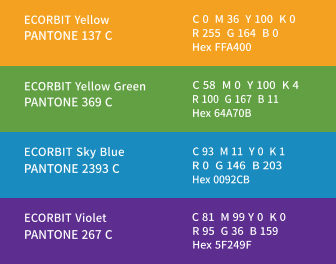 ECORBIT Yellow
PANTONE 137 C
C 0 M 36 Y 100 K 0
R 255 G 164 B 0
Hex FFA400
ECORBIT Yellow Green
PANTONE 369 C
C 58 M 0 Y 100 K 4
R 100 G 167 B 11
Hex 64A70B
ECORBIT Sky Blue
PANTONE 2393 C
C 93 M 11 Y 0 K 1
R 0 G 146 B 203
Hex 0092CB
ECORBIT Violet
PANTONE 267 C
C 81 M 99 Y 0 K 0
R 95 G 36 B 159
Hex 5F249F